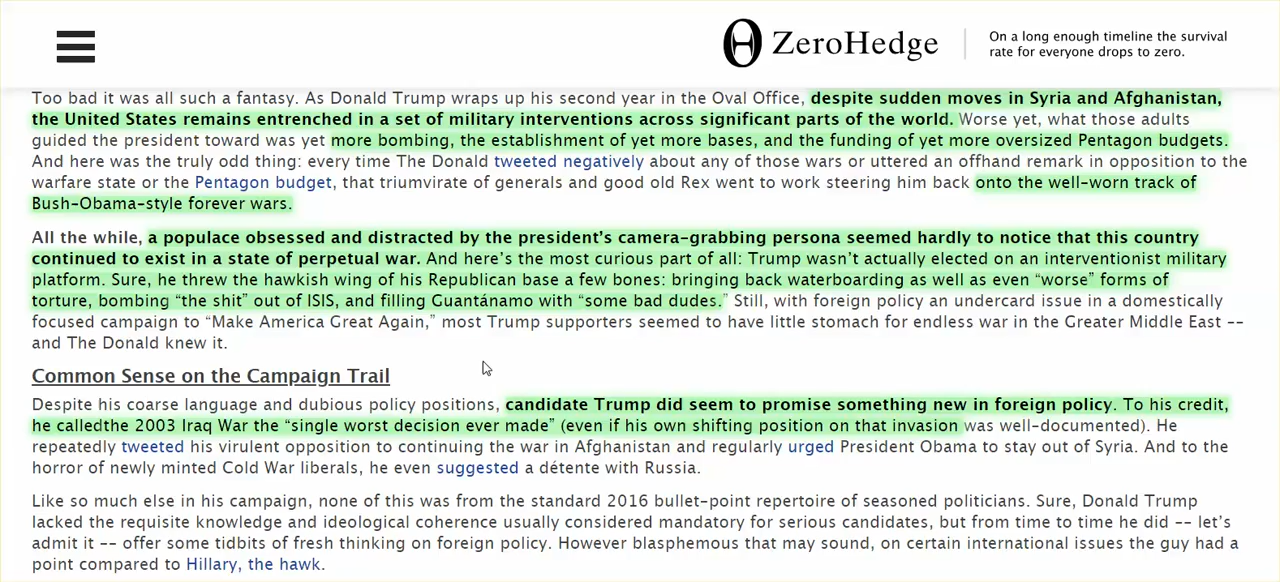 ZeroHedge
On a long enough timeline the survival
rate for everyone drops to zero.
Too bad it was all such a fantasy. As Donald Trump wraps up his second year in the Oval Office, despite sudden moves in Syria and Afghanistan,
the United States remains entrenched in a set of military interventions across significant parts of the world. Worse yet, what those adults
guided the president toward was yet more bombing, the establishment of yet more bases, and the funding of yet more oversized Pentagon budgets.
And here was the truly odd thing: every time The Donald tweeted negatively about any of those wars or uttered an offhand remark in opposition to the
warfare state or the Pentagon budget, that triumvirate of generals and good old Rex went to work steering him back onto the well-worn track of
Bush-Obama-style forever wars.
All the while, a populace obsessed and distracted by the president’s camera-grabbing persona seemed hardly to notice that this country
continued to exist in a state of perpetual war. And here’s the most curious part of all: Trump wasn’t actually elected on an interventionist military
platform. Sure, he threw the hawkish wing of his Republican base a few bones: bringing back waterboarding as well as even “worse” forms of
torture, bombing “the shit” out of ISIS, and filling Guantánamo with “some bad dudes.” Still, with foreign policy an undercard issue in a domestically
focused campaign to “Make America Great Again,” most Trump supporters seemed to have little stomach for endless war in the Greater Middle East --
and The Donald knew it.
Common Sense on the Campaign Trail
Despite his coarse language and dubious policy positions, candidate Trump did seem to promise something new in foreign policy. To his credit,
he calledthe 2003 Iraq War the “single worst decision ever made” (even if his own shifting position on that invasion was well-documented). He
repeatedly tweeted his virulent opposition to continuing the war in Afghanistan and regularly urged President Obama to stay out of Syria. And to the
horror of newly minted Cold War liberals, he even suggested a détente with Russia.
Like so much else in his campaign, none of this was from the standard 2016 bullet-point repertoire of seasoned politicians. Sure, Donald Trump
lacked the requisite knowledge and ideological coherence usually considered mandatory for serious candidates, but from time to time he did -- let’s
admit it -- offer some tidbits of fresh thinking on foreign policy. However blasphemous that may sound, on certain international issues the guy had a
point compared to Hillary, the hawk.